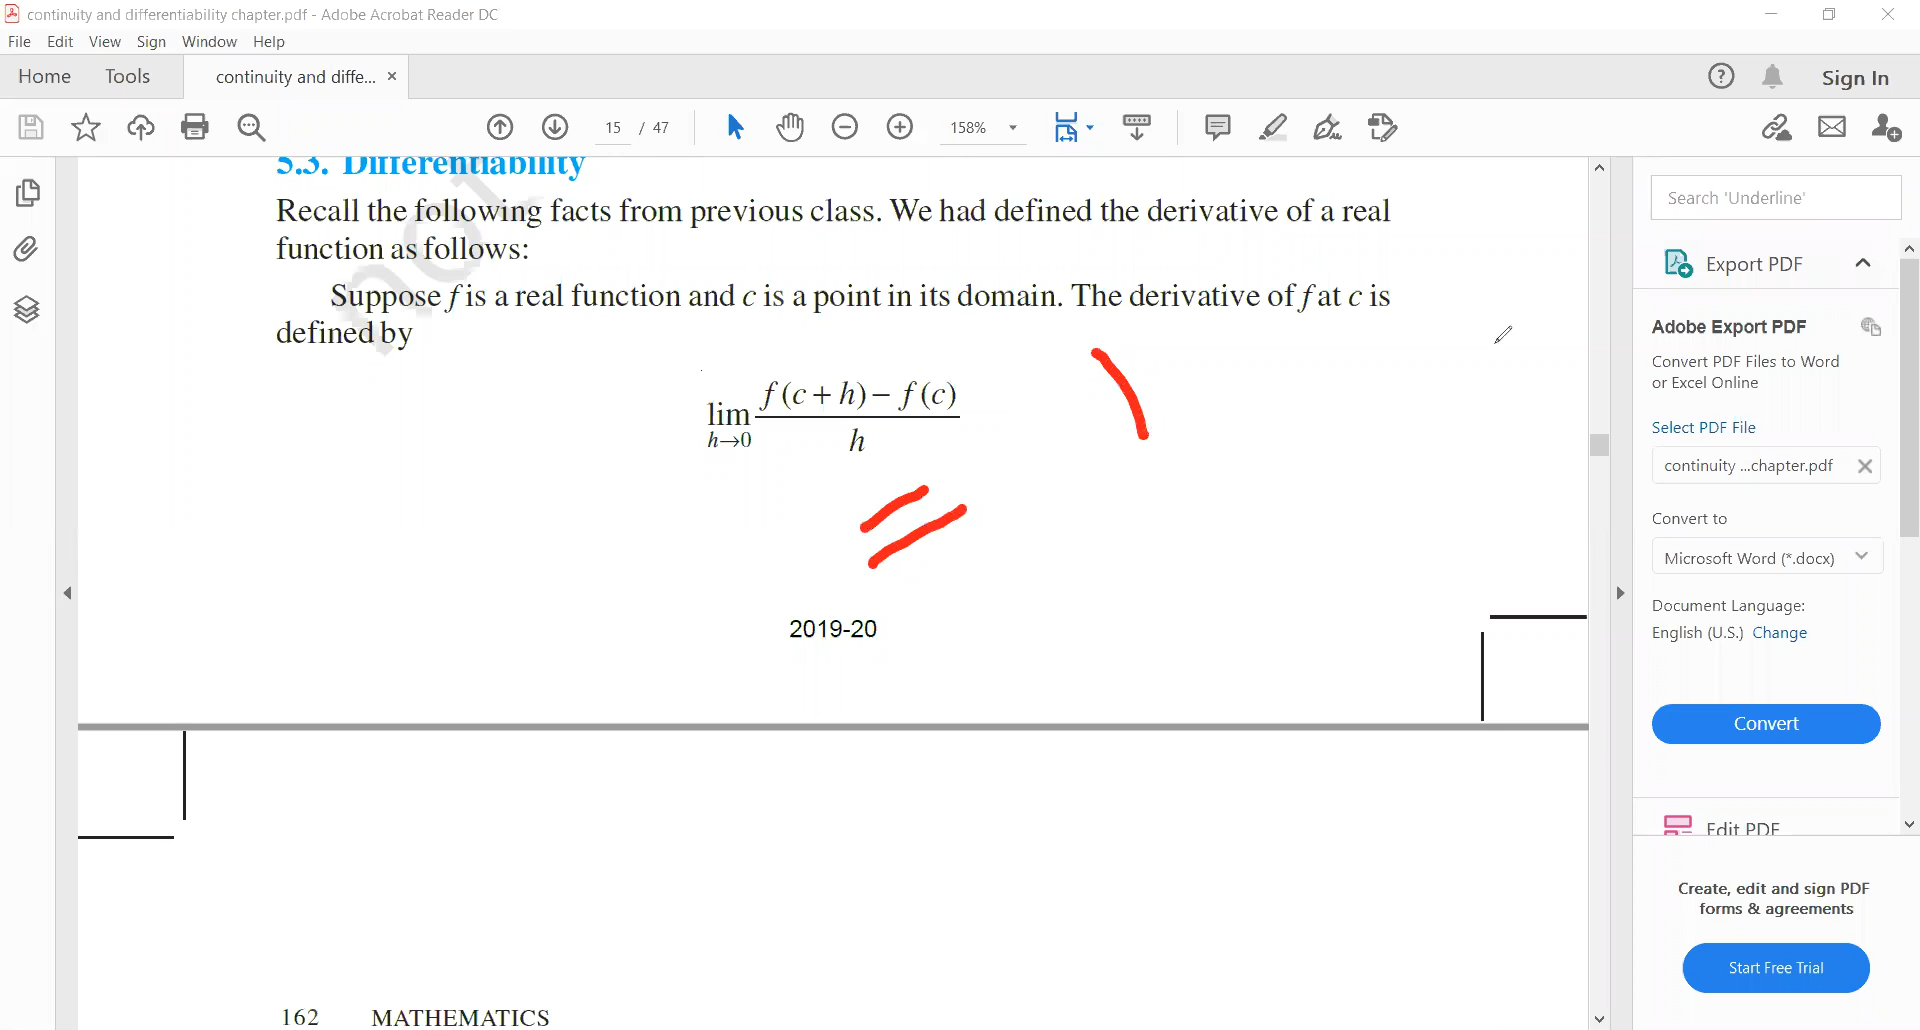 continuity and differentiability chapter.pdf - Adobe Acrobat Reader DC
File Edit View Sign Window Help
Home Tools continuity and diffe... × Sign In
15 / 47 158%
5.3. Differentiability
Recall the following facts from previous class. We had defined the derivative of a real
function as follows:
Suppose f is a real function and c is a point in its domain. The derivative of f at c is
defined by
lim h→0 f(c + h) − f(c) / h
2019-20
162 MATHEMATICS
not
Search 'Underline'
Export PDF
Adobe Export PDF
Convert PDF Files to Word
or Excel Online
Select PDF File
continuity ...chapter.pdf
Convert to
Microsoft Word (*.docx)
Document Language:
English (U.S.) Change
Convert
Edit PDF
Create, edit and sign PDF
forms & agreements
Start Free Trial